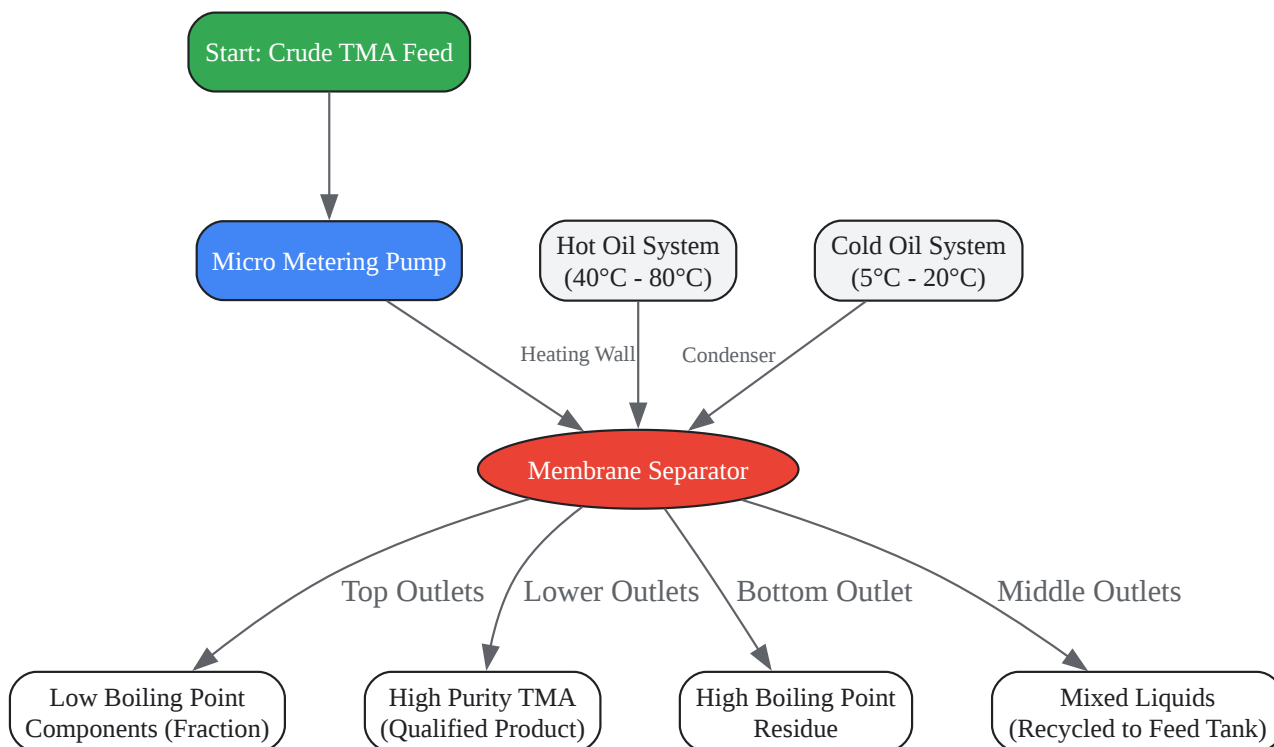 Start: Crude TMA Feed
Micro Metering Pump
Hot Oil System
(40°C - 80°C)
Cold Oil System
(5°C - 20°C)
Heating Wall
Condenser
Membrane Separator
Top Outlets
Lower Outlets
Bottom Outlet
Middle Outlets
Low Boiling Point
Components (Fraction)
High Purity TMA
(Qualified Product)
High Boiling Point
Residue
Mixed Liquids
(Recycled to Feed Tank)